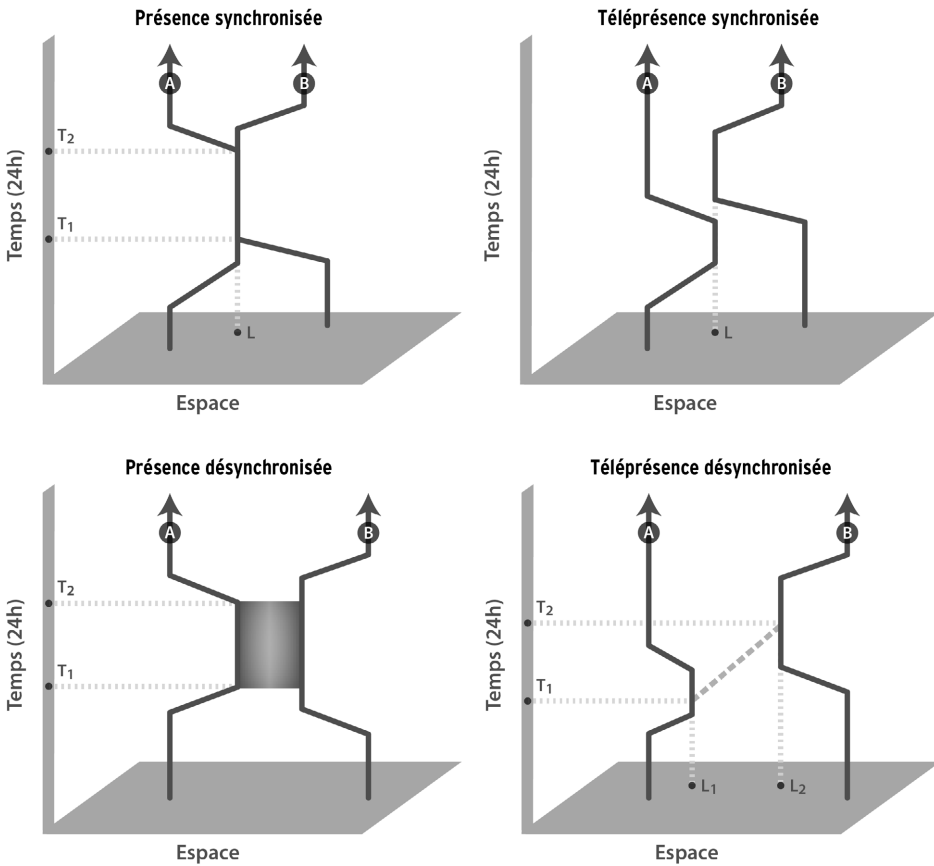 Présence synchronisée
A
B
T2
T1
Temps (24h)
L
Espace
Téléprésence synchronisée
A
B
Temps (24h)
L
Espace
Présence désynchronisée
A
B
T2
T1
Temps (24h)
Espace
Téléprésence désynchronisée
A
B
T2
T1
Temps (24h)
L1
L2
Espace